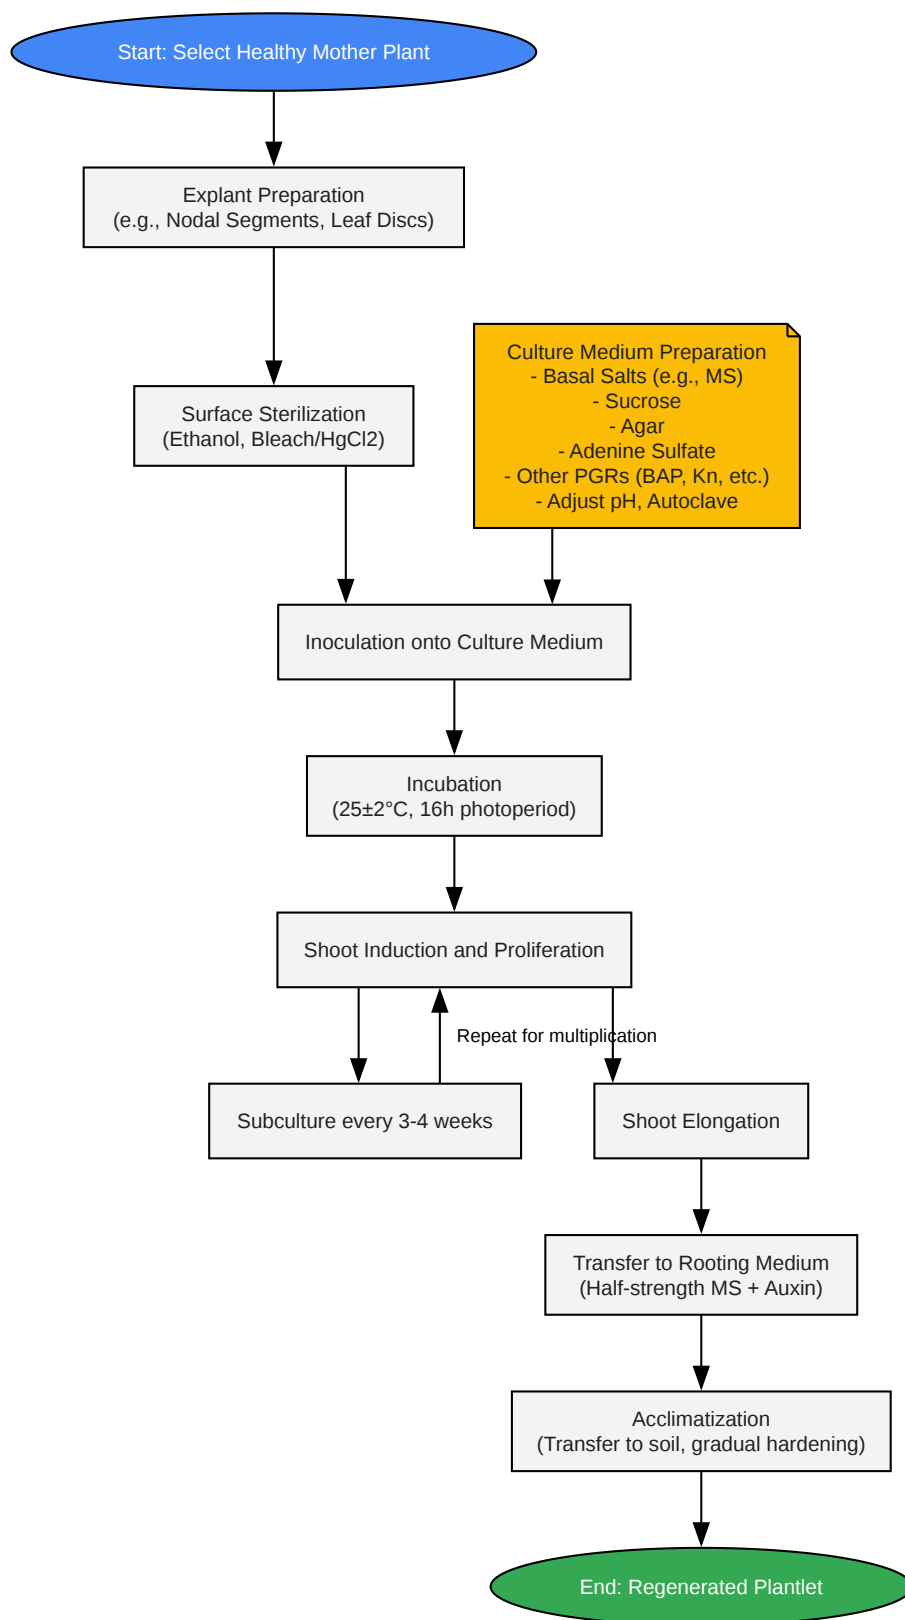 Start: Select Healthy Mother Plant
Explant Preparation
(e.g., Nodal Segments, Leaf Discs)
Surface Sterilization
(Ethanol, Bleach/HgCl2)
Culture Medium Preparation
- Basal Salts (e.g., MS)
- Sucrose
- Agar
- Adenine Sulfate
- Other PGRs (BAP, Kn, etc.)
- Adjust pH, Autoclave
Inoculation onto Culture Medium
Incubation
(25±2°C, 16h photoperiod)
Shoot Induction and Proliferation
Repeat for multiplication
Subculture every 3-4 weeks
Shoot Elongation
Transfer to Rooting Medium
(Half-strength MS + Auxin)
Acclimatization
(Transfer to soil, gradual hardening)
End: Regenerated Plantlet